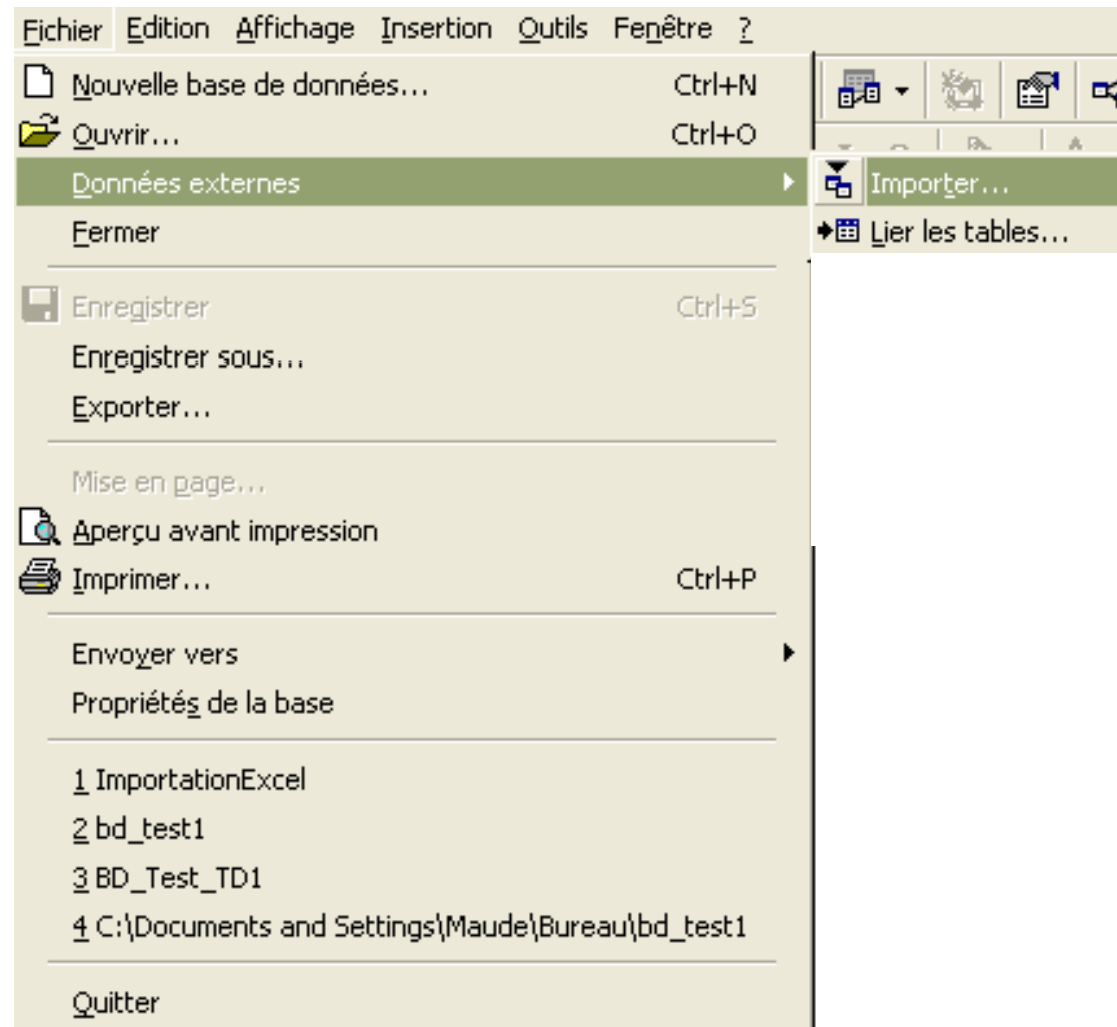 Fichier Edition Affichage Insertion Outils Fenêtre ?
Nouvelle base de données... Ctrl+N
Ouvrir... Ctrl+O
Données externes
Importer...
Fermer
Lier les tables...
Enregistrer Ctrl+S
Enregistrer sous...
Exporter...
Mise en page...
Aperçu avant impression
Imprimer... Ctrl+P
Envoyer vers
Propriétés de la base
1 ImportationExcel
2 bd_test1
3 BD_Test_TD1
4 C:\Documents and Settings\Maude\Bureau\bd_test1
Quitter